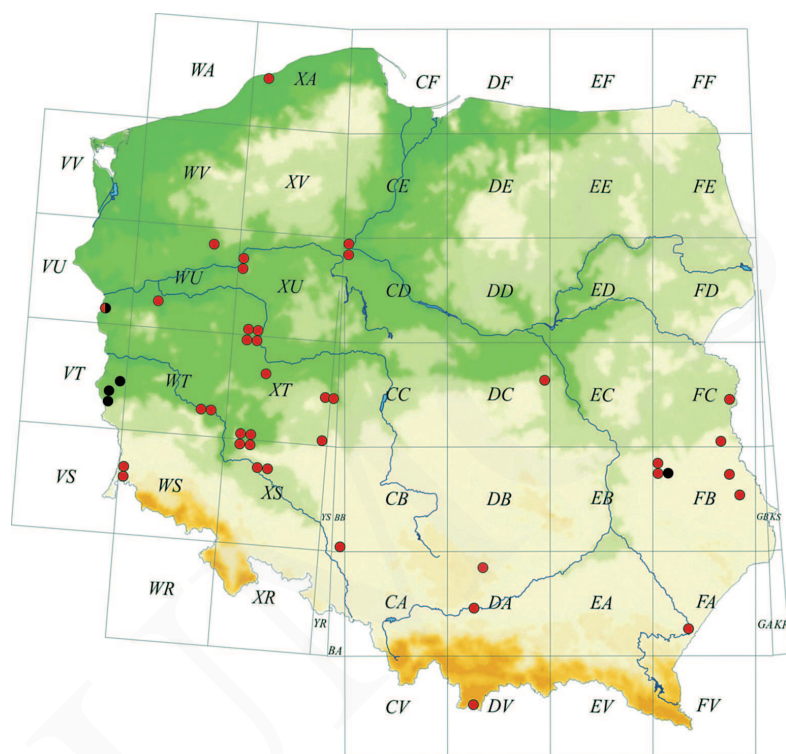 WA XA CF DF EF FF
VV WV XV CE DE EE FE
VU WU XU CD DD ED FD
VT WT XT CC DC EC FC
VS WS XS YS BB CB DB EB FB GB KS
WR XR YR BA CA DA EA FA GA KR
CV DV EV FV